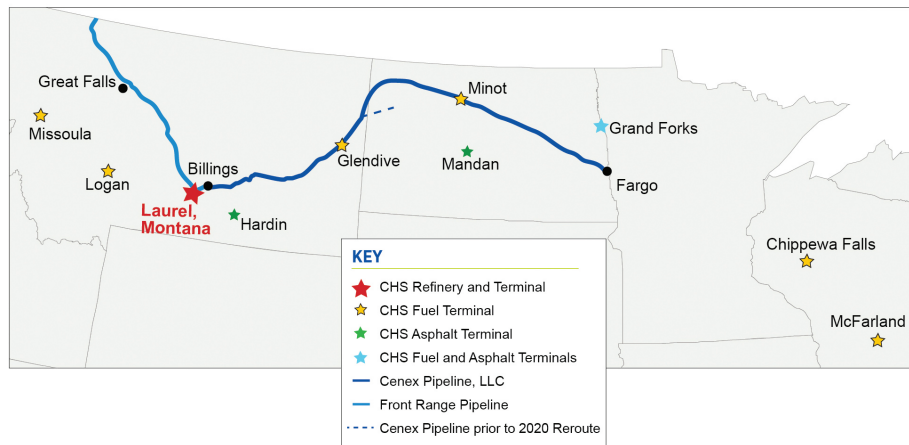 Great Falls
Missoula
Logan
Billings
Laurel,
Montana
Hardin
Glendive
Minot
Mandan
Grand Forks
Fargo
Chippewa Falls
McFarland
KEY
CHS Refinery and Terminal
CHS Fuel Terminal
CHS Asphalt Terminal
CHS Fuel and Asphalt Terminals
Cenex Pipeline, LLC
Front Range Pipeline
Cenex Pipeline prior to 2020 Reroute